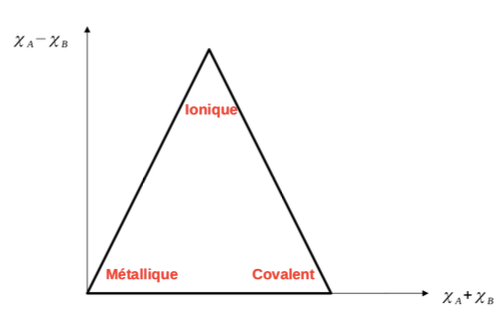 χA−χB
Ionique
Métallique
Covalent
χA+χB